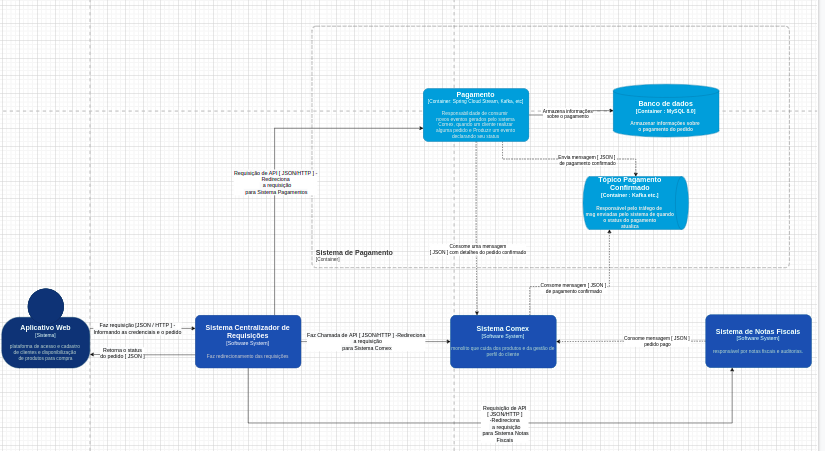 Pagamento
[Container: Spring Cloud Stream, Kafka, etc]
Responsabilidade de consumir
novos eventos gerados pelo sistema
Comex, quando um cliente realizar
alguma pedido e Produzir um evento
declarando seu status
Armazena informações
sobre o pagamento
Banco de dados
[Container : MySQL 8.0]
Armazenar informações sobre
o pagamento do pedido
Envia mensagem [ JSON ]
de pagamento confirmado
Tópico Pagamento
Confirmado
[Container : Kafka etc.]
Responsável pelo tráfego de
msg enviadas pelo sistema de quando
o status do pagamento
atualiza
Requisição de API [ JSON/HTTP ] -
Redireciona
a requisição
para Sistema Pagamentos
Sistema de Pagamento
[Container]
Consome uma mensagem
[ JSON ] com detalhes do pedido confirmado
Consome mensagem [ JSON ]
de pagamento confirmado
Aplicativo Web
[Sistema]
plataforma de acesso e cadastro
de clientes e disponibilização
de produtos para compra
Faz requisição [JSON / HTTP ] -
Informando as credenciais e o pedido
Retorna o status
do pedido [ JSON ]
Sistema Centralizador de
Requisições
[Software System]
Faz redirecionamento das requisições
Faz Chamada de API [ JSON/HTTP ] -Redireciona
a requisição
para Sistema Comex
Sistema Comex
[Software System]
que cuida dos produtos e da gestão de
perfil do cliente
Consome mensagem [ JSON ]
pedido pago
Sistema de Notas Fiscais
[Software System]
responsável por notas fiscais e auditorias.
Requisição de API
[ JSON/HTTP ]
-Redireciona
a requisição
para Sistema Notas
Fiscais